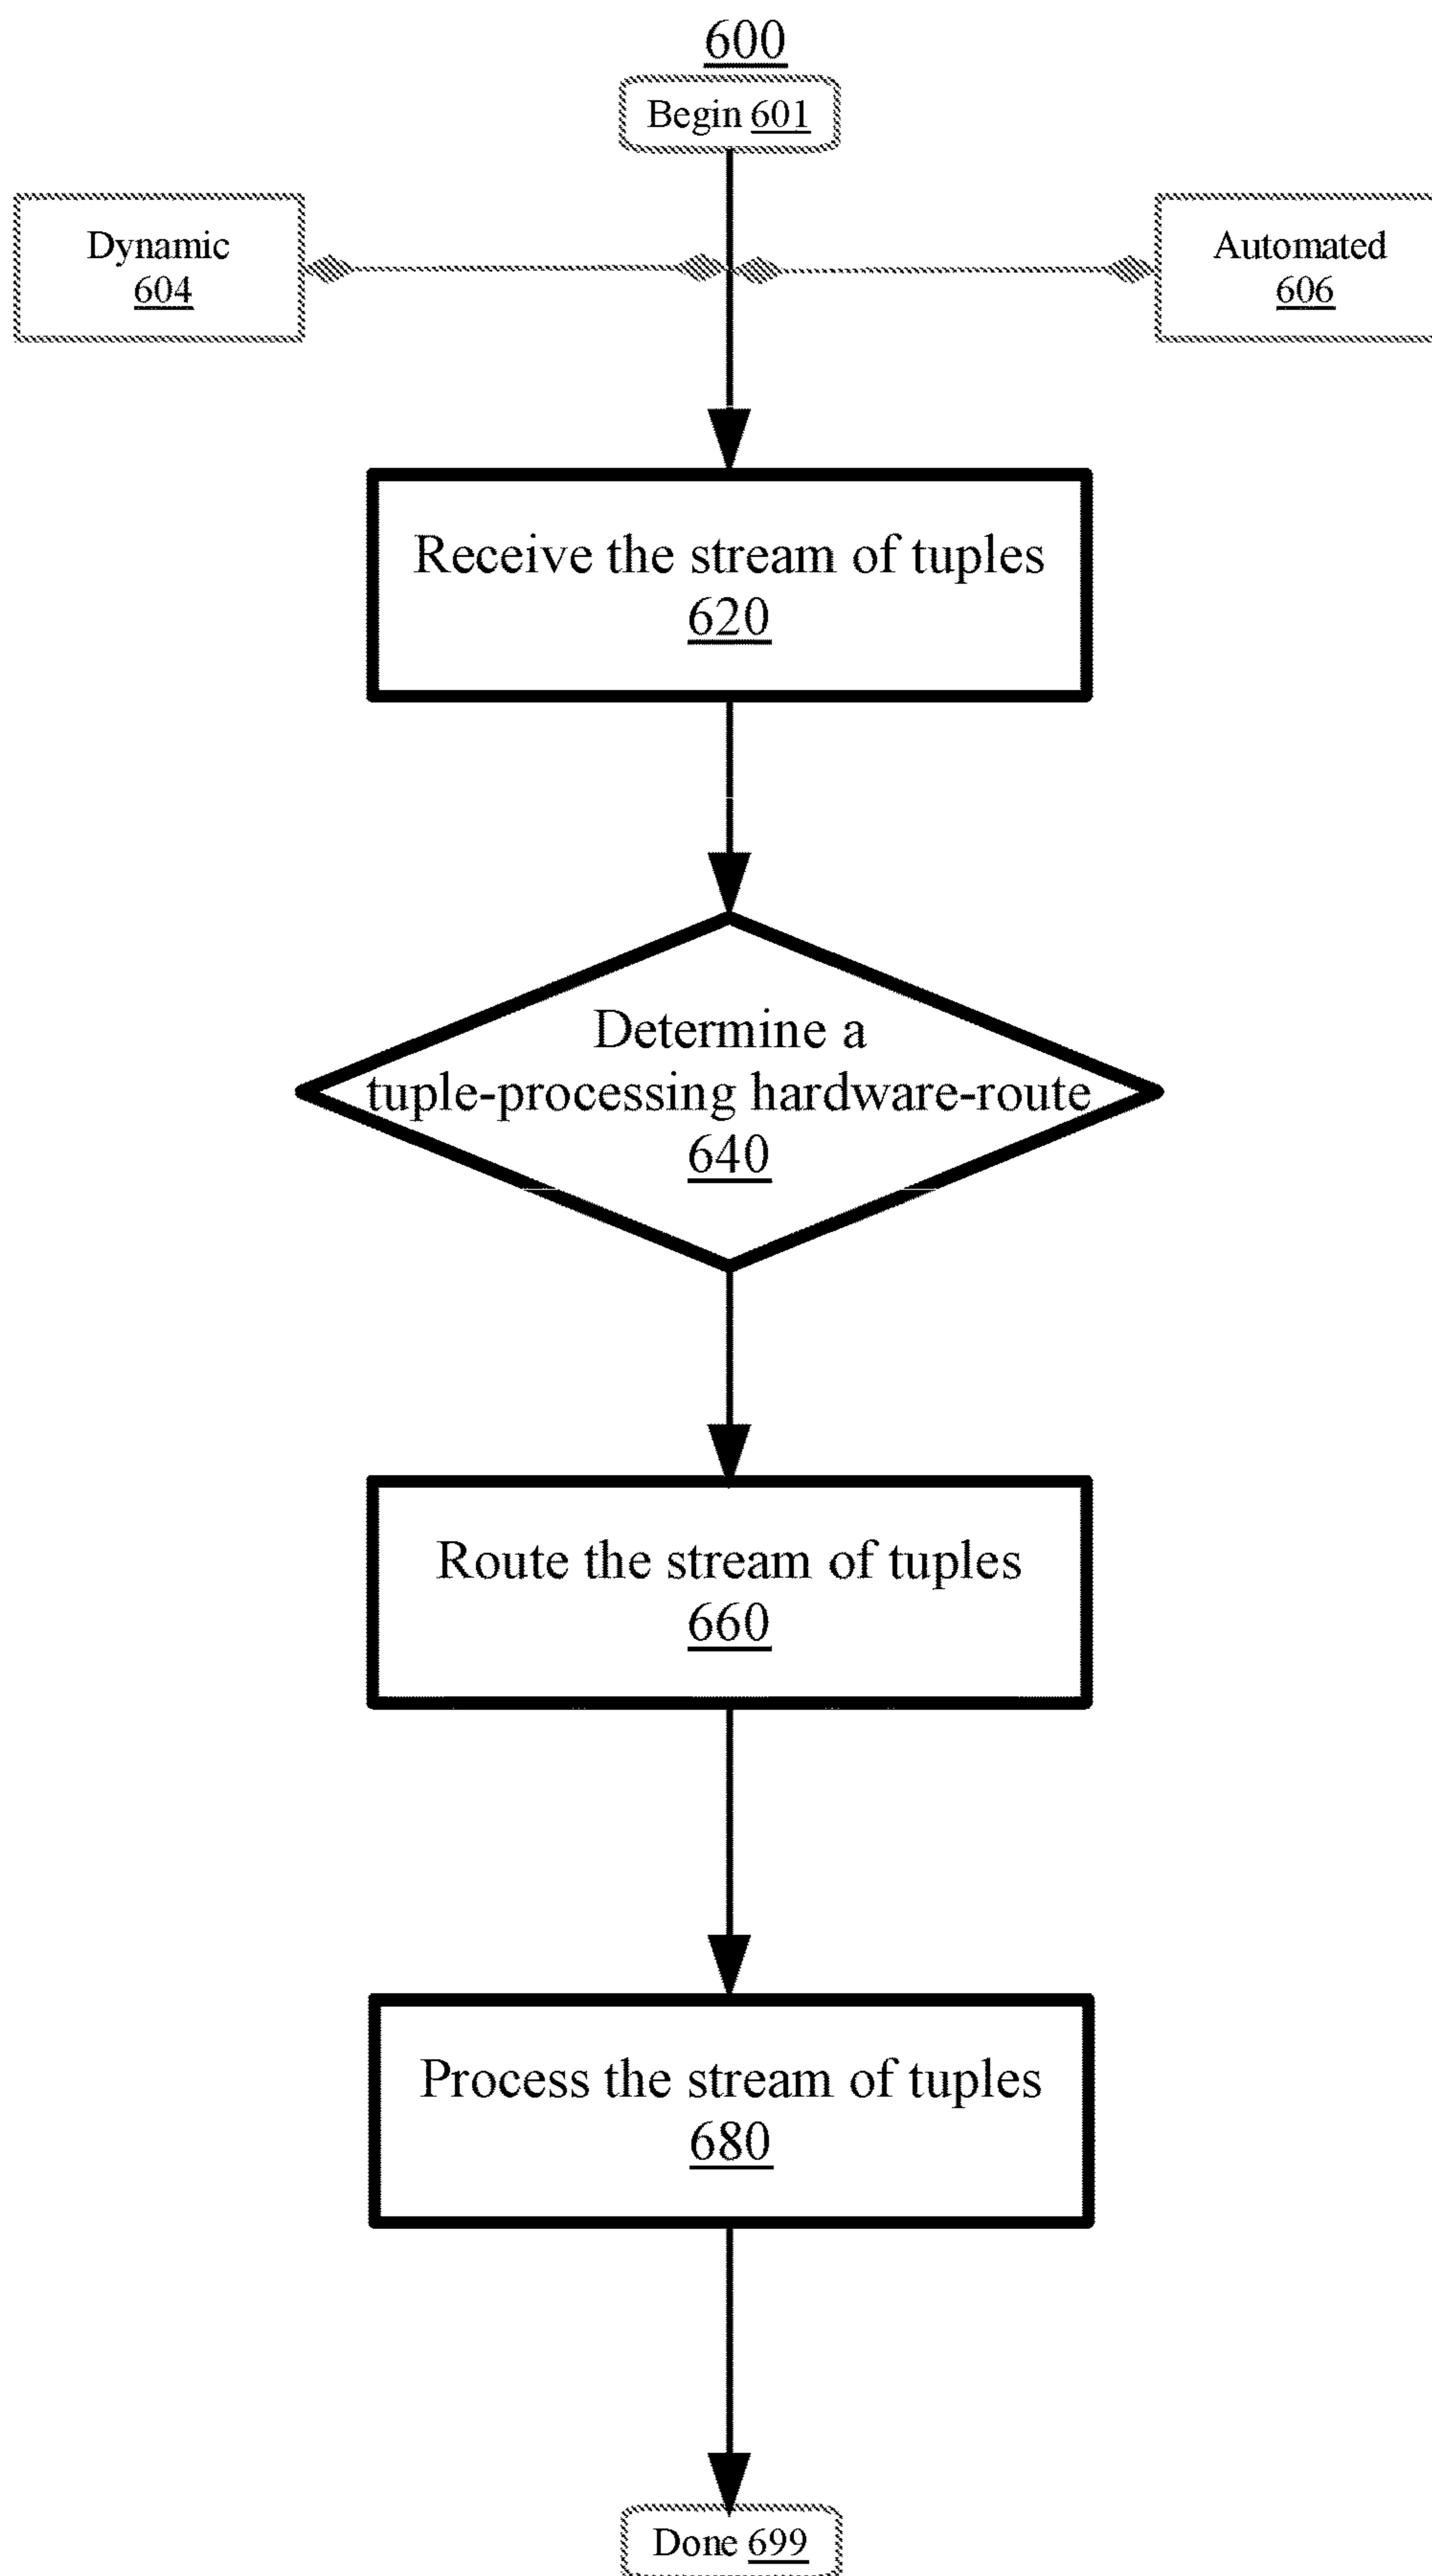 600
Begin 601
Dynamic
604
Automated
606
Receive the stream of tuples
620
Determine a
tuple-processing hardware-route
640
Route the stream of tuples
660
Process the stream of tuples
680
Done 699